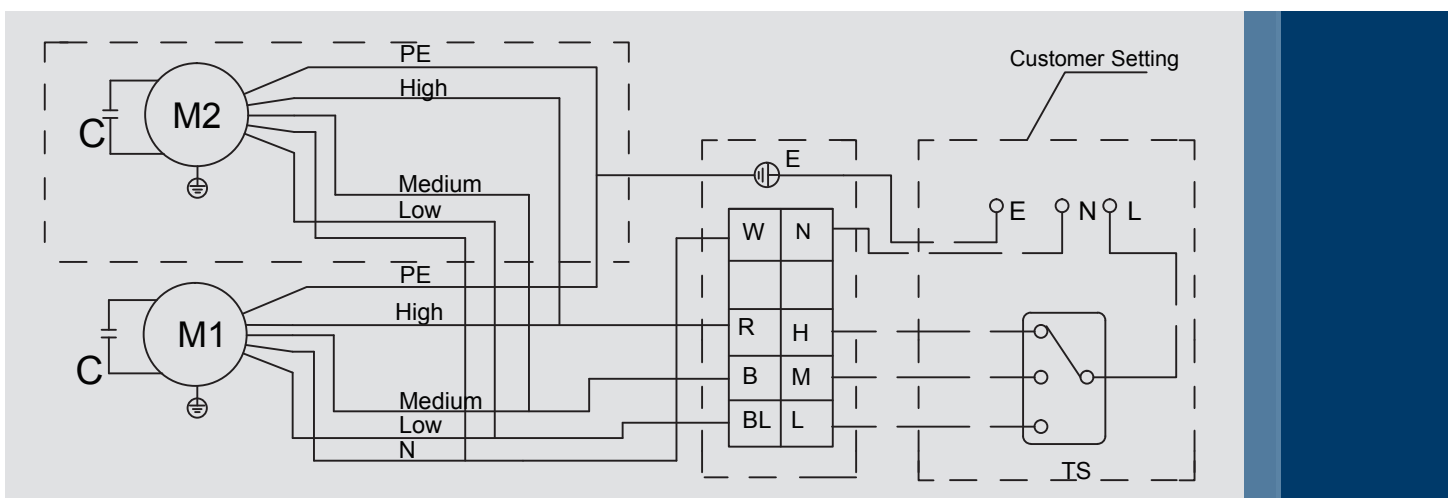 PE
Customer Setting
High
C
M2
E
Medium
Low
E
N
L
W
N
PE
High
M1
R
H
C
B
M
Medium
BL
L
Low
N
TS